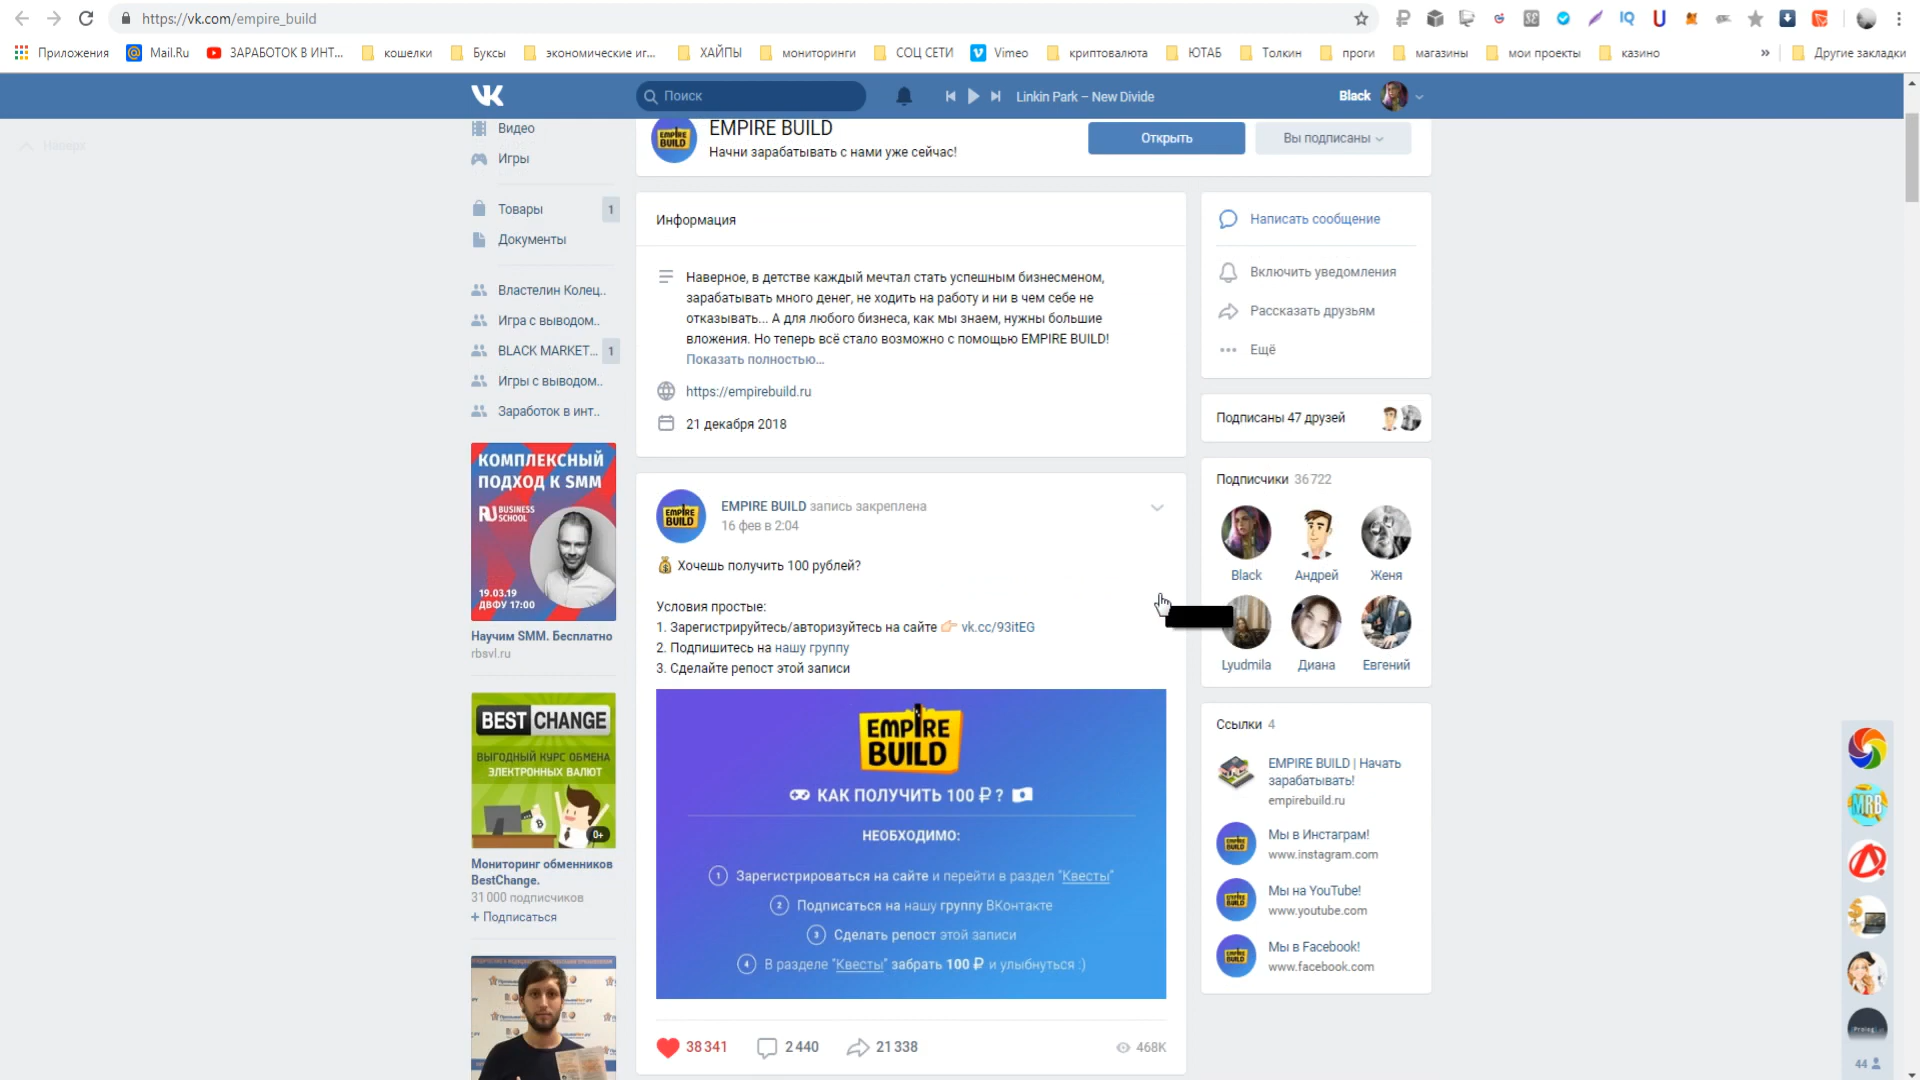 https://vk.com/empire_build
Приложения
Mail.Ru
ЗАРАБОТОК В ИНТ...
кошелки
Буксы
экономические иг...
ХАЙПЫ
мониторинги
СОЦ СЕТИ
Vimeo
криптовалюта
ЮТАБ
Толкин
проги
магазины
мои проекты
казино
»
Другие закладки
Поиск
Linkin Park – New Divide
Black
Наверх
Видео
Игры
Товары 1
Документы
Властелин Колец..
Игра с выводом..
BLACK MARKET... 1
Игры с выводом..
Заработок в инт..
КОМПЛЕКСНЫЙ
ПОДХОД К SMM
RU BUSINESS
SCHOOL
19.03.19
ДВФУ 17:00
Научим SMM. Бесплатно
rbsvl.ru
BEST CHANGE
ВЫГОДНЫЙ КУРС ОБМЕНА
ЭЛЕКТРОННЫХ ВАЛЮТ
0+
Мониторинг обменников
BestChange.
31 000 подписчиков
+ Подписаться
EMPIRE BUILD
EMPIRE BUILD
Начни зарабатывать с нами уже сейчас!
Открыть
Вы подписаны
Информация
Наверное, в детстве каждый мечтал стать успешным бизнесменом,
зарабатывать много денег, не ходить на работу и ни в чем себе не
отказывать... А для любого бизнеса, как мы знаем, нужны большие
вложения. Но теперь всё стало возможно с помощью EMPIRE BUILD!
Показать полностью...
https://empirebuild.ru
21 декабря 2018
EMPIRE BUILD
EMPIRE BUILD запись закреплена
16 фев в 2:04
Хочешь получить 100 рублей?
Условия простые:
1. Зарегистрируйтесь/авторизуйтесь на сайте vk.cc/93itEG
2. Подпишитесь на нашу группу
3. Сделайте репост этой записи
EMPIRE
BUILD
КАК ПОЛУЧИТЬ 100 ₽ ?
НЕОБХОДИМО:
1 Зарегистрироваться на сайте и перейти в раздел "Квесты"
2 Подписаться на нашу группу ВКонтакте
3 Сделать репост этой записи
4 В разделе "Квесты" забрать 100 ₽ и улыбнуться :)
38 341
2 440
21 338
468K
Написать сообщение
Включить уведомления
Рассказать друзьям
Ещё
Подписаны 47 друзей
Подписчики 36 722
Black
Андрей
Женя
Lyudmila
Диана
Евгений
Ссылки 4
EMPIRE BUILD | Начать
зарабатывать!
empirebuild.ru
Мы в Инстаграм!
www.instagram.com
Мы на YouTube!
www.youtube.com
Мы в Facebook!
www.facebook.com
MRB
44